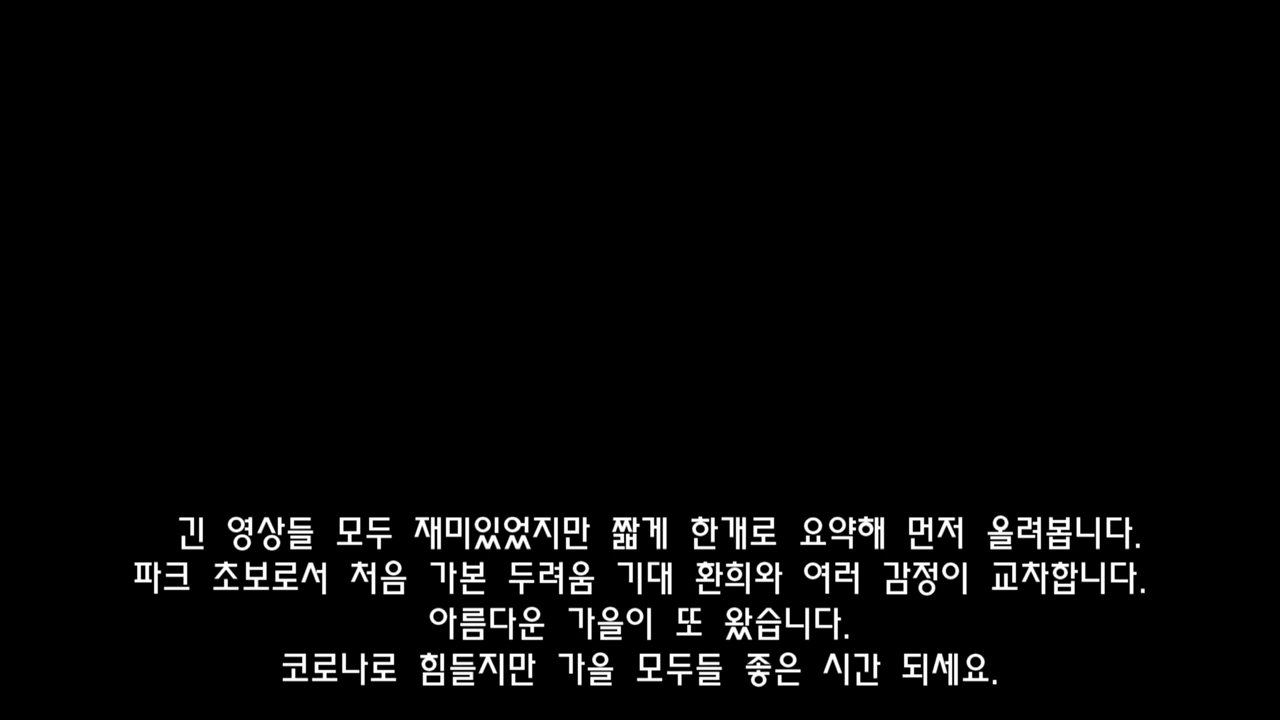 긴 영상들 모두 재미있었지만 짧게 한개로 요약해 먼저 올려봅니다.
파크 초보로서 처음 가본 두려움 기대 환희와 여러 감정이 교차합니다.
아름다운 가을이 또 왔습니다.
코로나로 힘들지만 가을 모두들 좋은 시간 되세요.